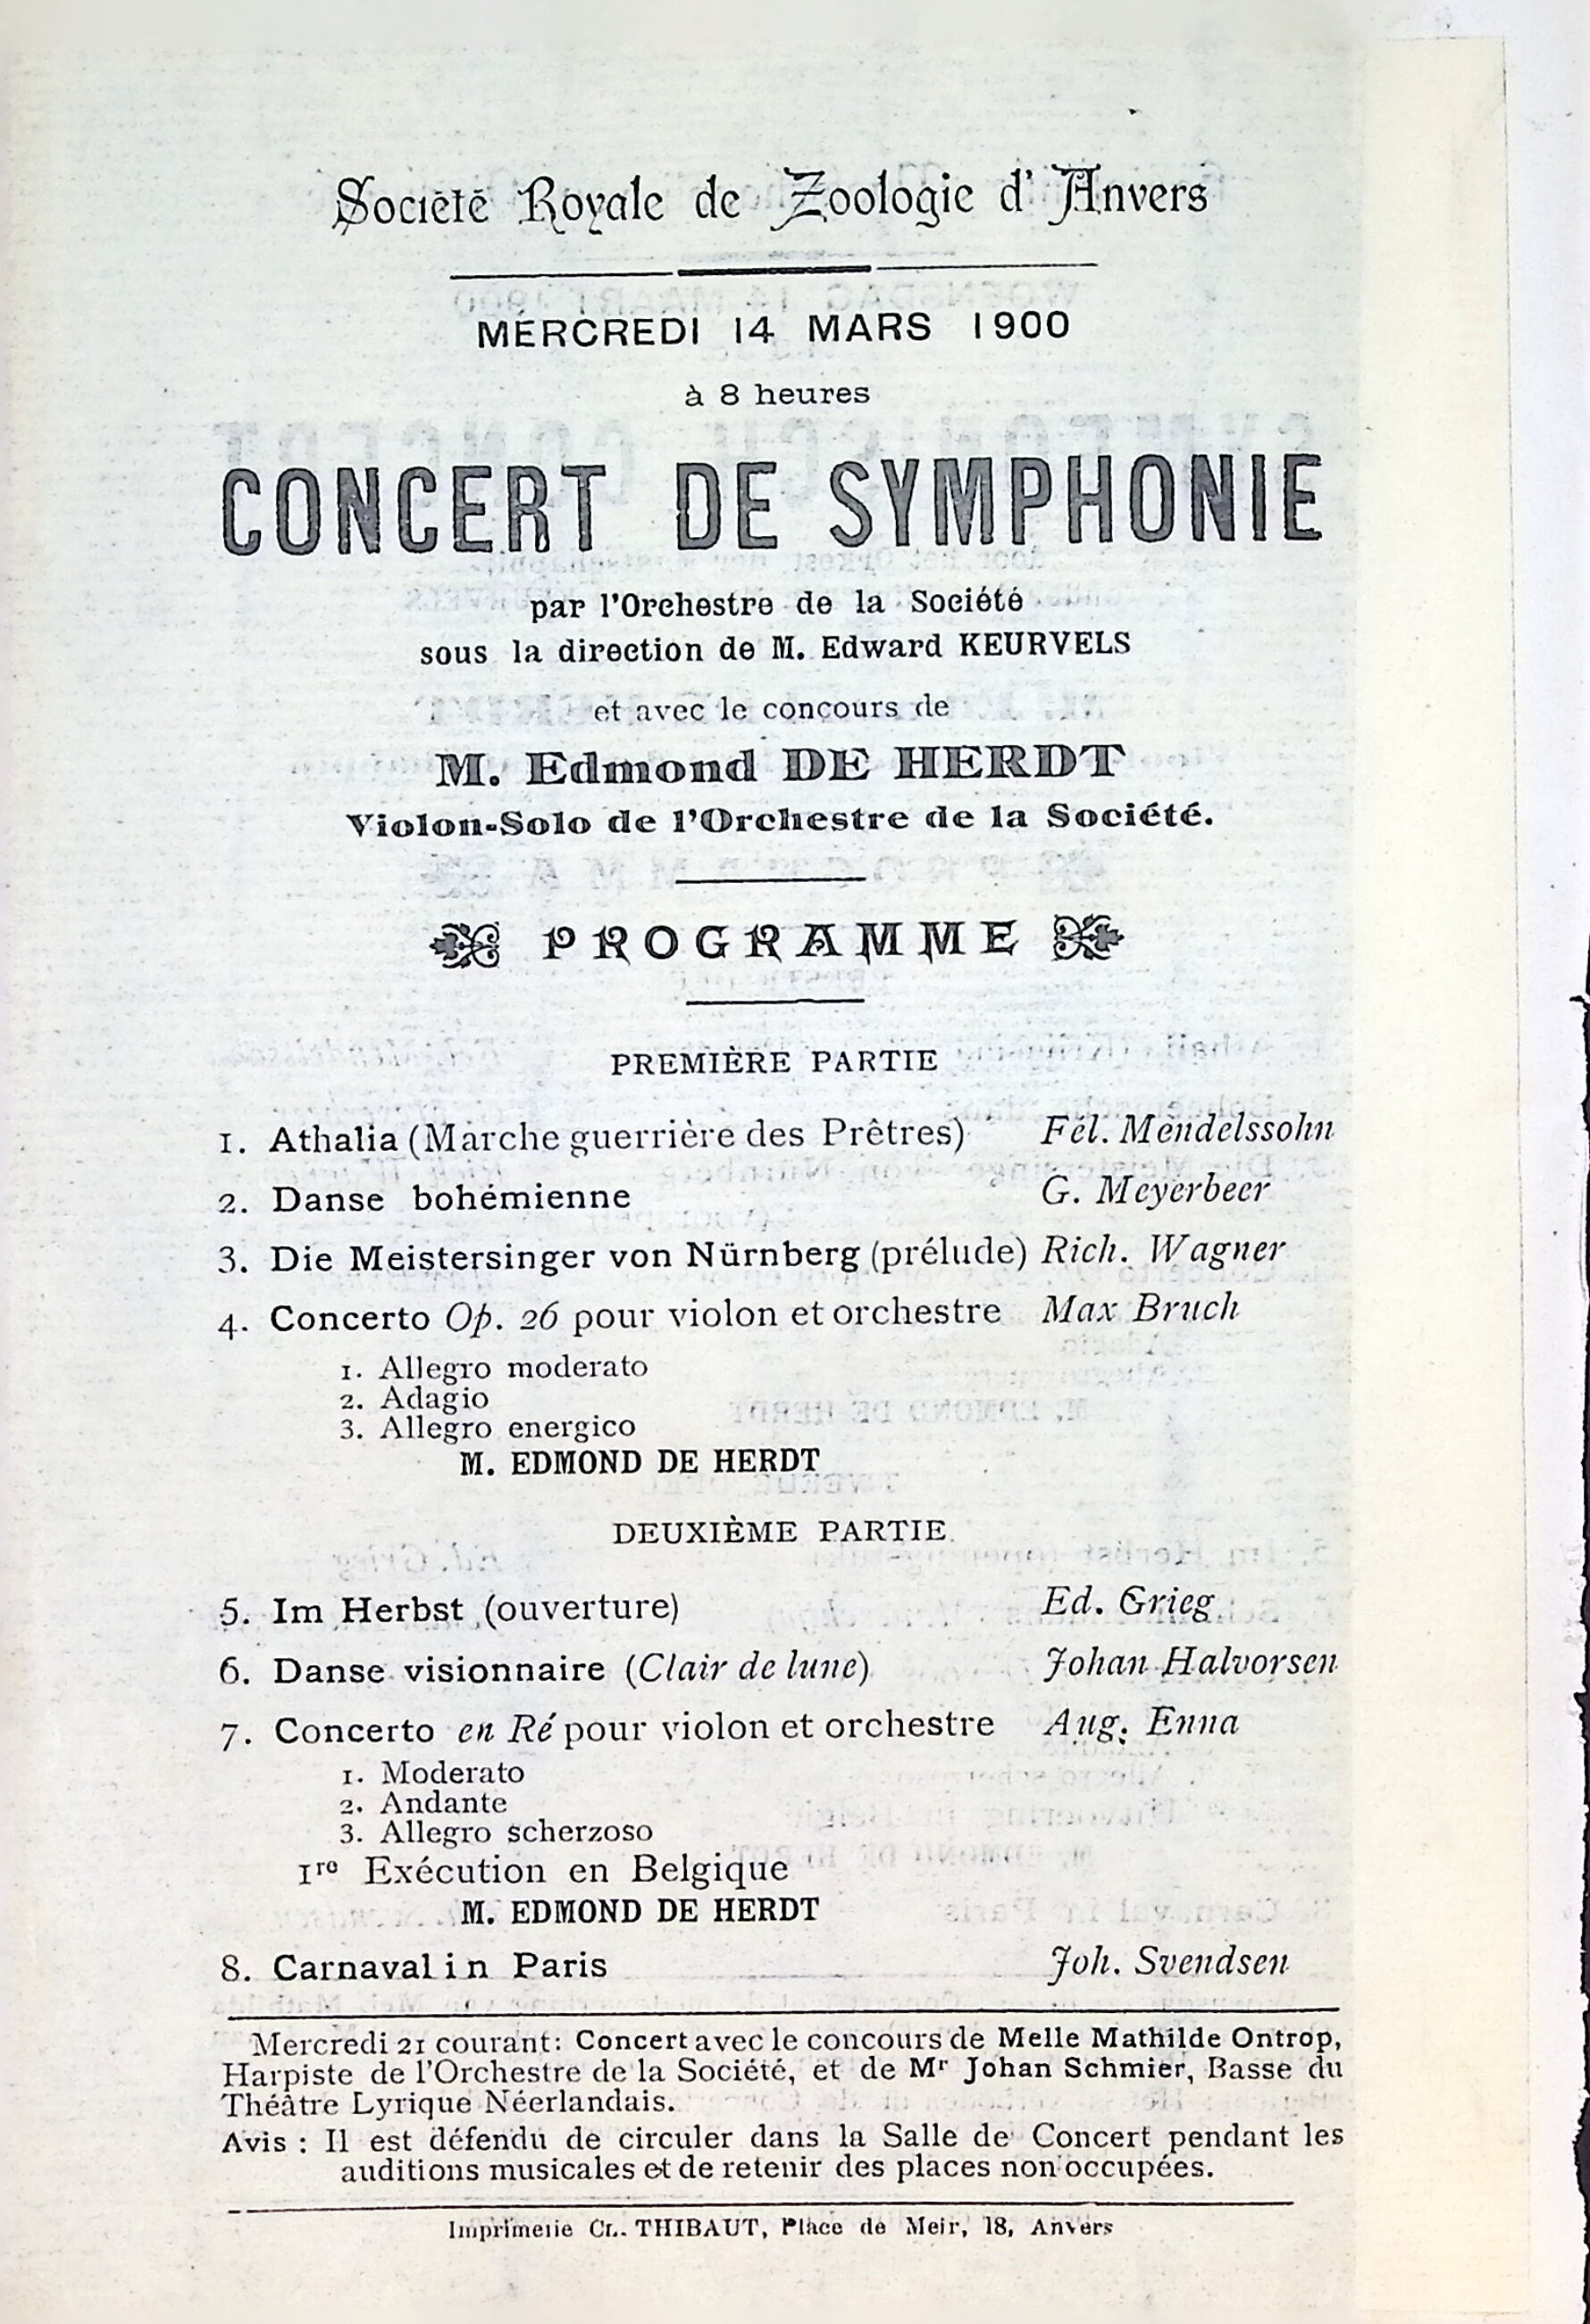 Société Royale de Zoologie d'Anvers
MERCREDI 14 MARS 1900
à 8 heures
CONCERT DE SYMPHONIE
par l'Orchestre de la Société
sous la direction de M. Edward KEURVELS
et avec le concours de
M. Edmond DE HERDT
Violon-Solo de l'Orchestre de la Société.
PROGRAMME
PREMIÈRE PARTIE
1. Athalia (Marche guerrière des Prêtres) Fél. Mendelssohn
2. Danse bohémienne G. Meyerbeer
3. Die Meistersinger von Nürnberg (prélude) Rich. Wagner
4. Concerto Op. 26 pour violon et orchestre Max Bruch
1. Allegro moderato
2. Adagio
3. Allegro energico
M. EDMOND DE HERDT
DEUXIÈME PARTIE
5. Im Herbst (ouverture) Ed. Grieg
6. Danse visionnaire (Clair de lune) Johan Halvorsen
7. Concerto en Ré pour violon et orchestre Aug. Enna
1. Moderato
2. Andante
3. Allegro scherzoso
1re Exécution en Belgique
M. EDMOND DE HERDT
8. Carnaval in Paris Joh. Svendsen
Mercredi 21 courant: Concert avec le concours de Melle Mathilde Ontrop,
Harpiste de l'Orchestre de la Société, et de Mr Johan Schmier, Basse du
Théâtre Lyrique Néerlandais.
Avis : Il est défendu de circuler dans la Salle de Concert pendant les
auditions musicales et de retenir des places non occupées.
Imprimerie CL. THIBAUT, Place de Meir, 18, Anvers